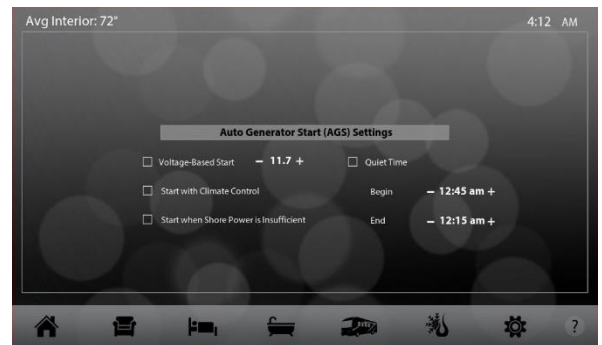 Avg Interior: 72° 4:12 AM
Auto Generator Start (AGS) Settings
Voltage-Based Start – 11.7 + Quiet Time
Start with Climate Control Begin – 12:45 am +
Start when Shore Power is Insufficient End – 12:15 am +
?